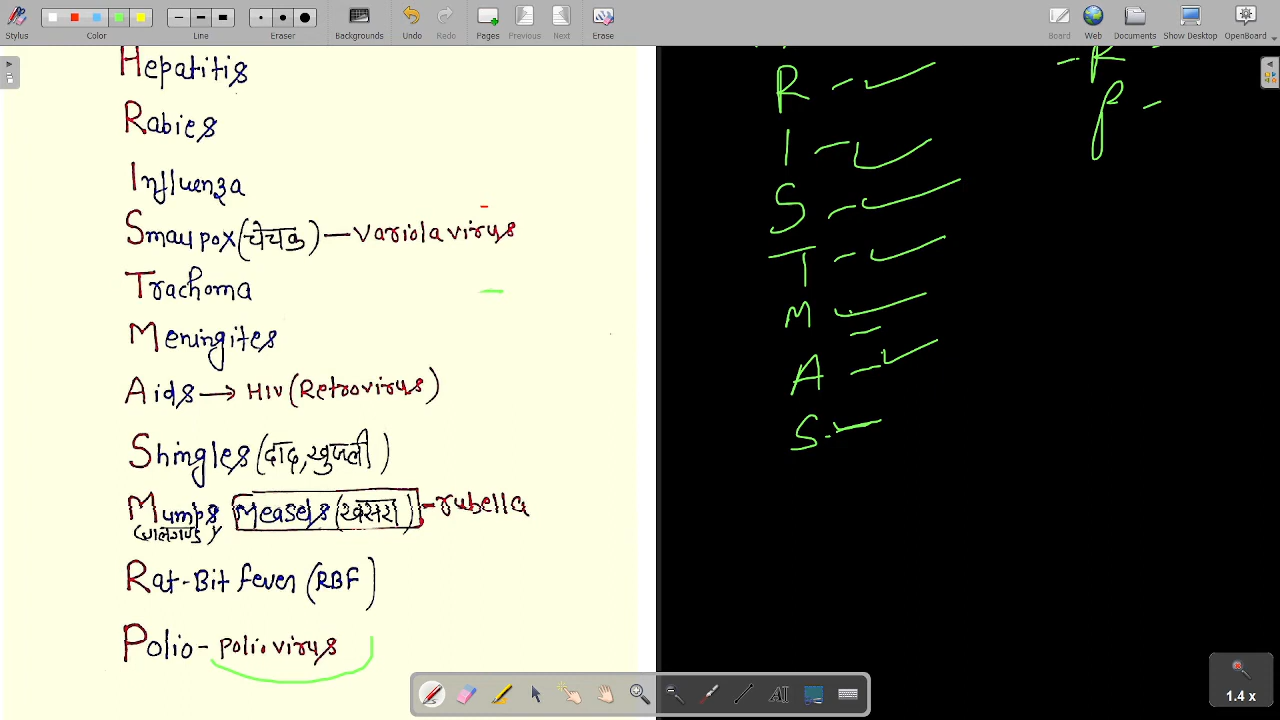 Stylus Color Line Eraser Backgrounds Undo Redo Pages Previous Next Erase Board Web Documents Show Desktop OpenBoard
Hepatitis
Rabies
Influenza
Smallpox (चेचक) — Variola virus
Trachoma
Meningites
Aids → HIV (Retrovirus)
Shingles (दाद, खुजली)
Mumps Measels (खसरा) - rubella
(गलगण्ड)
Rat-Bit fever (RBF)
Polio - polio virus
R -
P -
R -
I -
S -
T -
M -
A -
S -
1.4 x